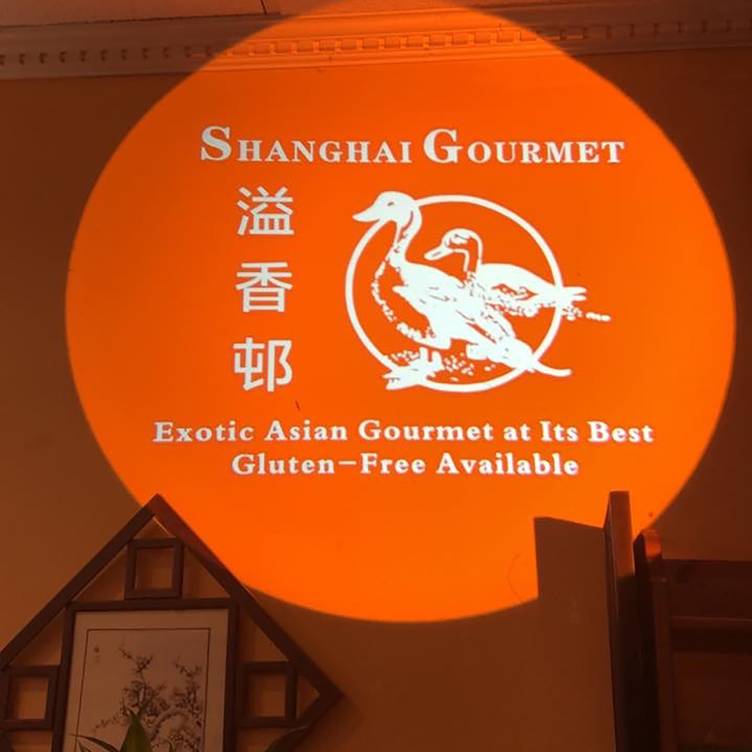 SHANGHAI GOURMET
溢香邨
Exotic Asian Gourmet at Its Best
Gluten-Free Available